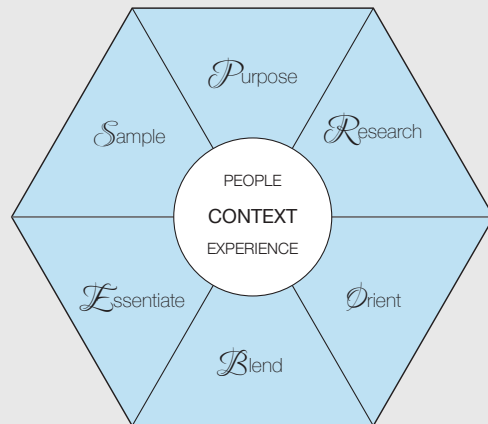 Purpose
Research
Orient
Blend
Essentiate
Sample
PEOPLE
CONTEXT
EXPERIENCE